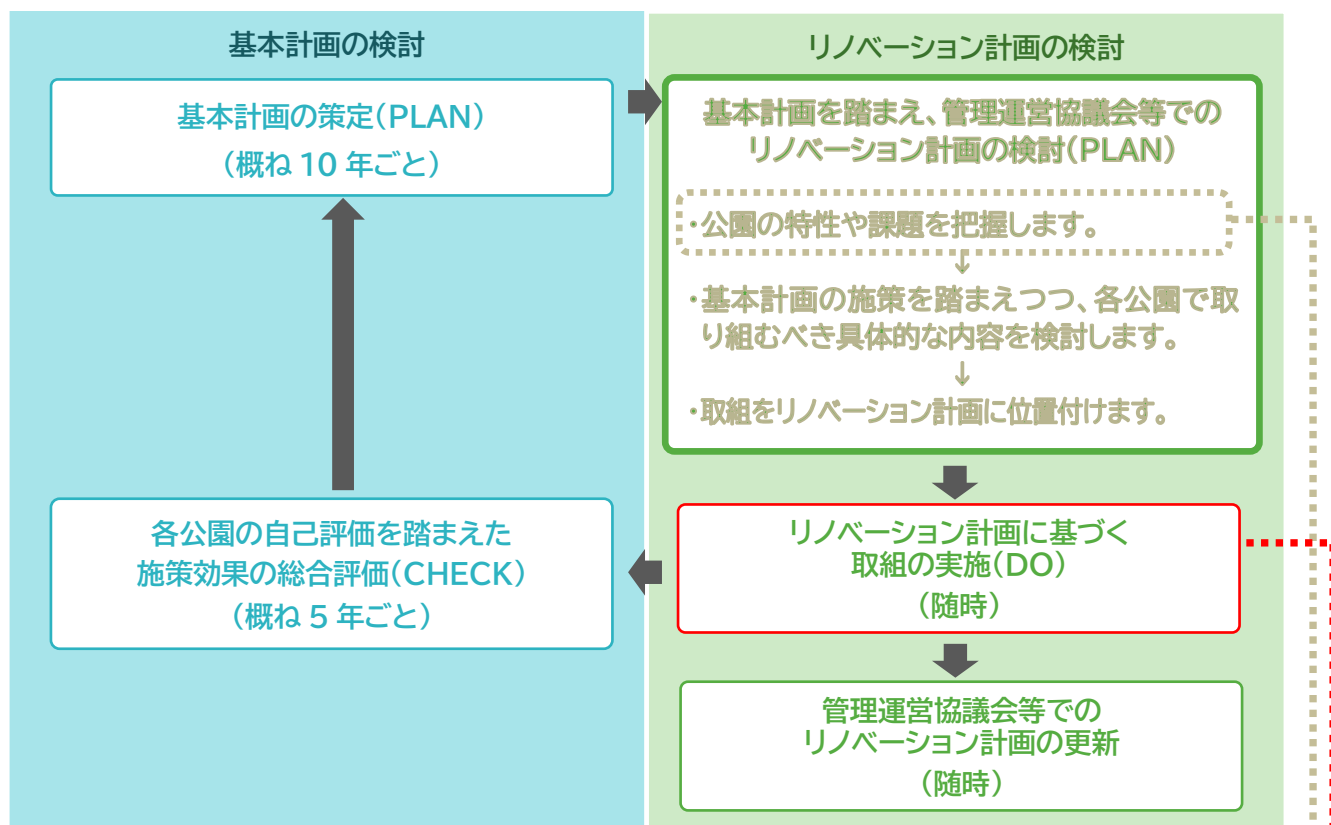 基本計画の検討
基本計画の策定(PLAN)
(概ね 10 年ごと)
各公園の自己評価を踏まえた
施策効果の総合評価(CHECK)
(概ね 5 年ごと)
リノベーション計画の検討
基本計画を踏まえ、管理運営協議会等での
リノベーション計画の検討(PLAN)
・公園の特性や課題を把握します。
↓
・基本計画の施策を踏まえつつ、各公園で取
り組むべき具体的な内容を検討します。
↓
・取組をリノベーション計画に位置付けます。
リノベーション計画に基づく
取組の実施(DO)
(随時)
管理運営協議会等での
リノベーション計画の更新
(随時)